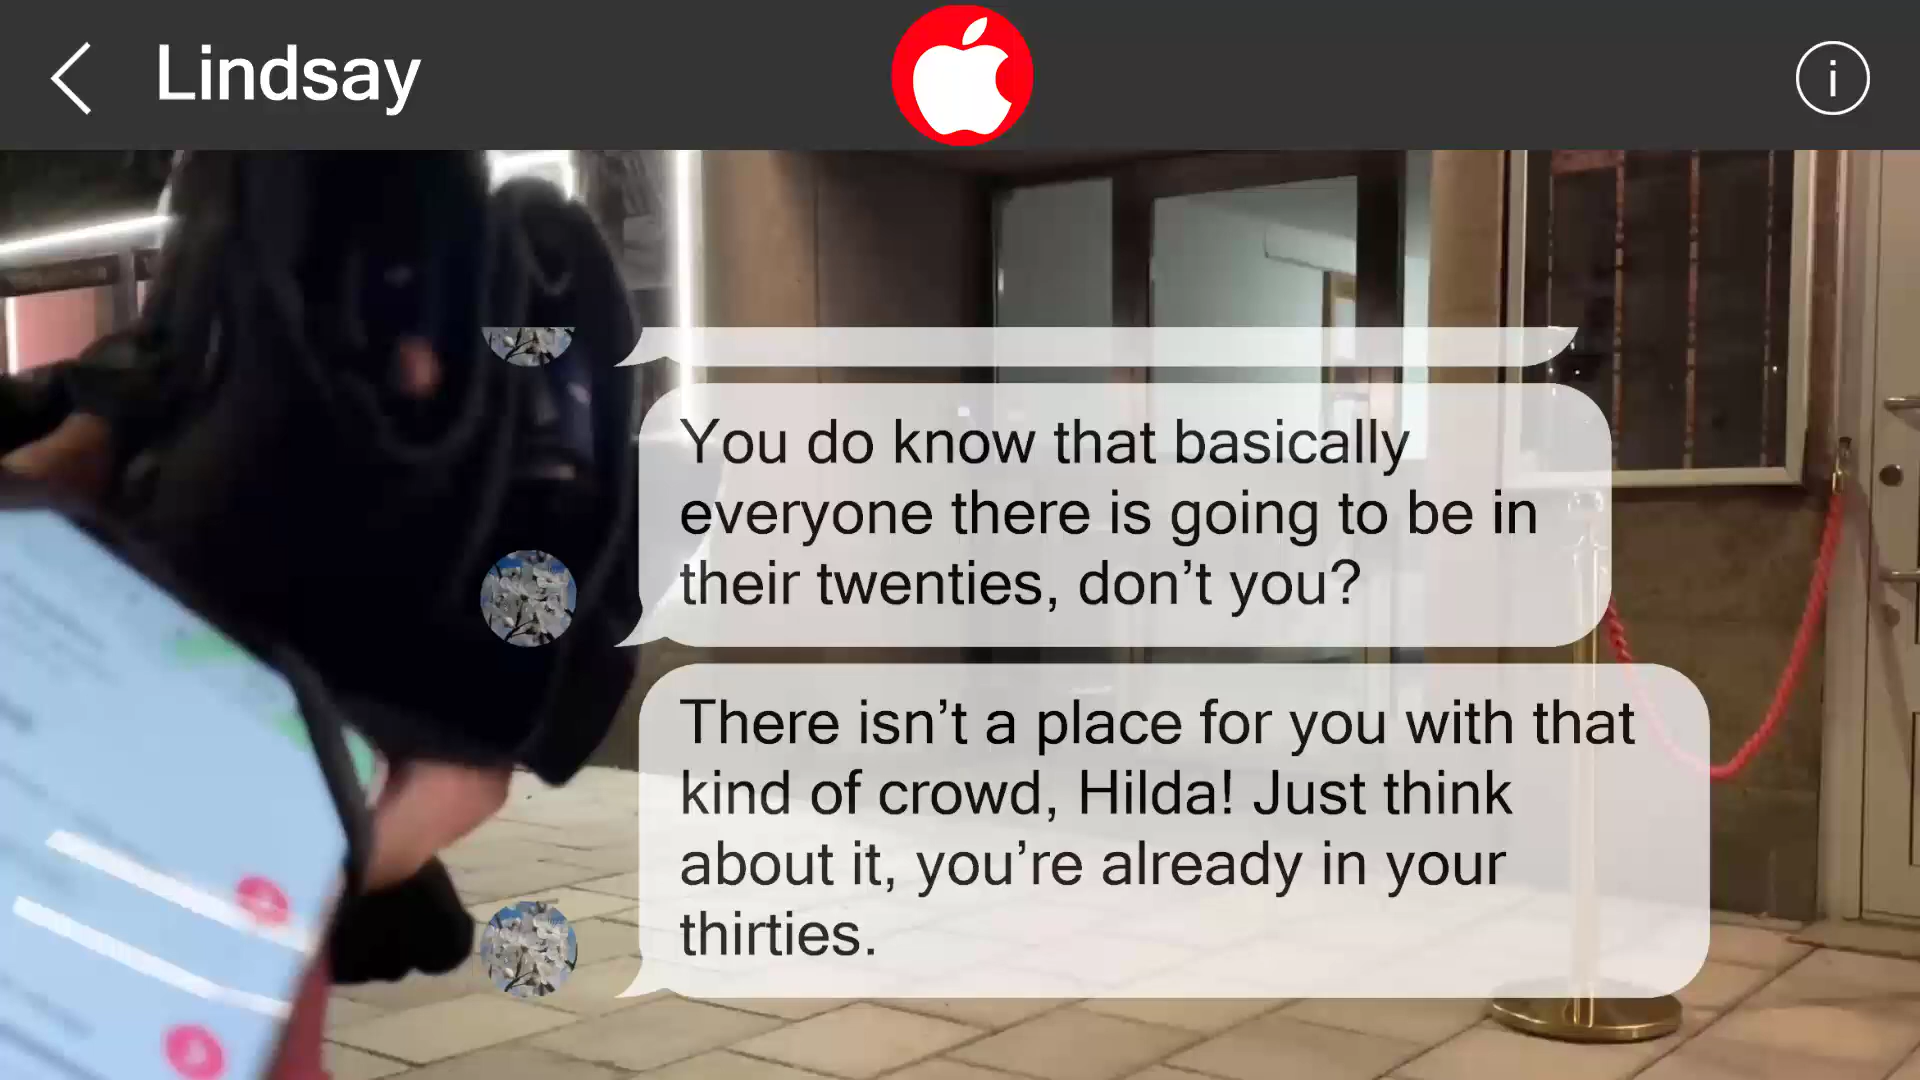 Lindsay
You do know that basically
everyone there is going to be in
their twenties, don’t you?
There isn’t a place for you with that
kind of crowd, Hilda! Just think
about it, you’re already in your
thirties.